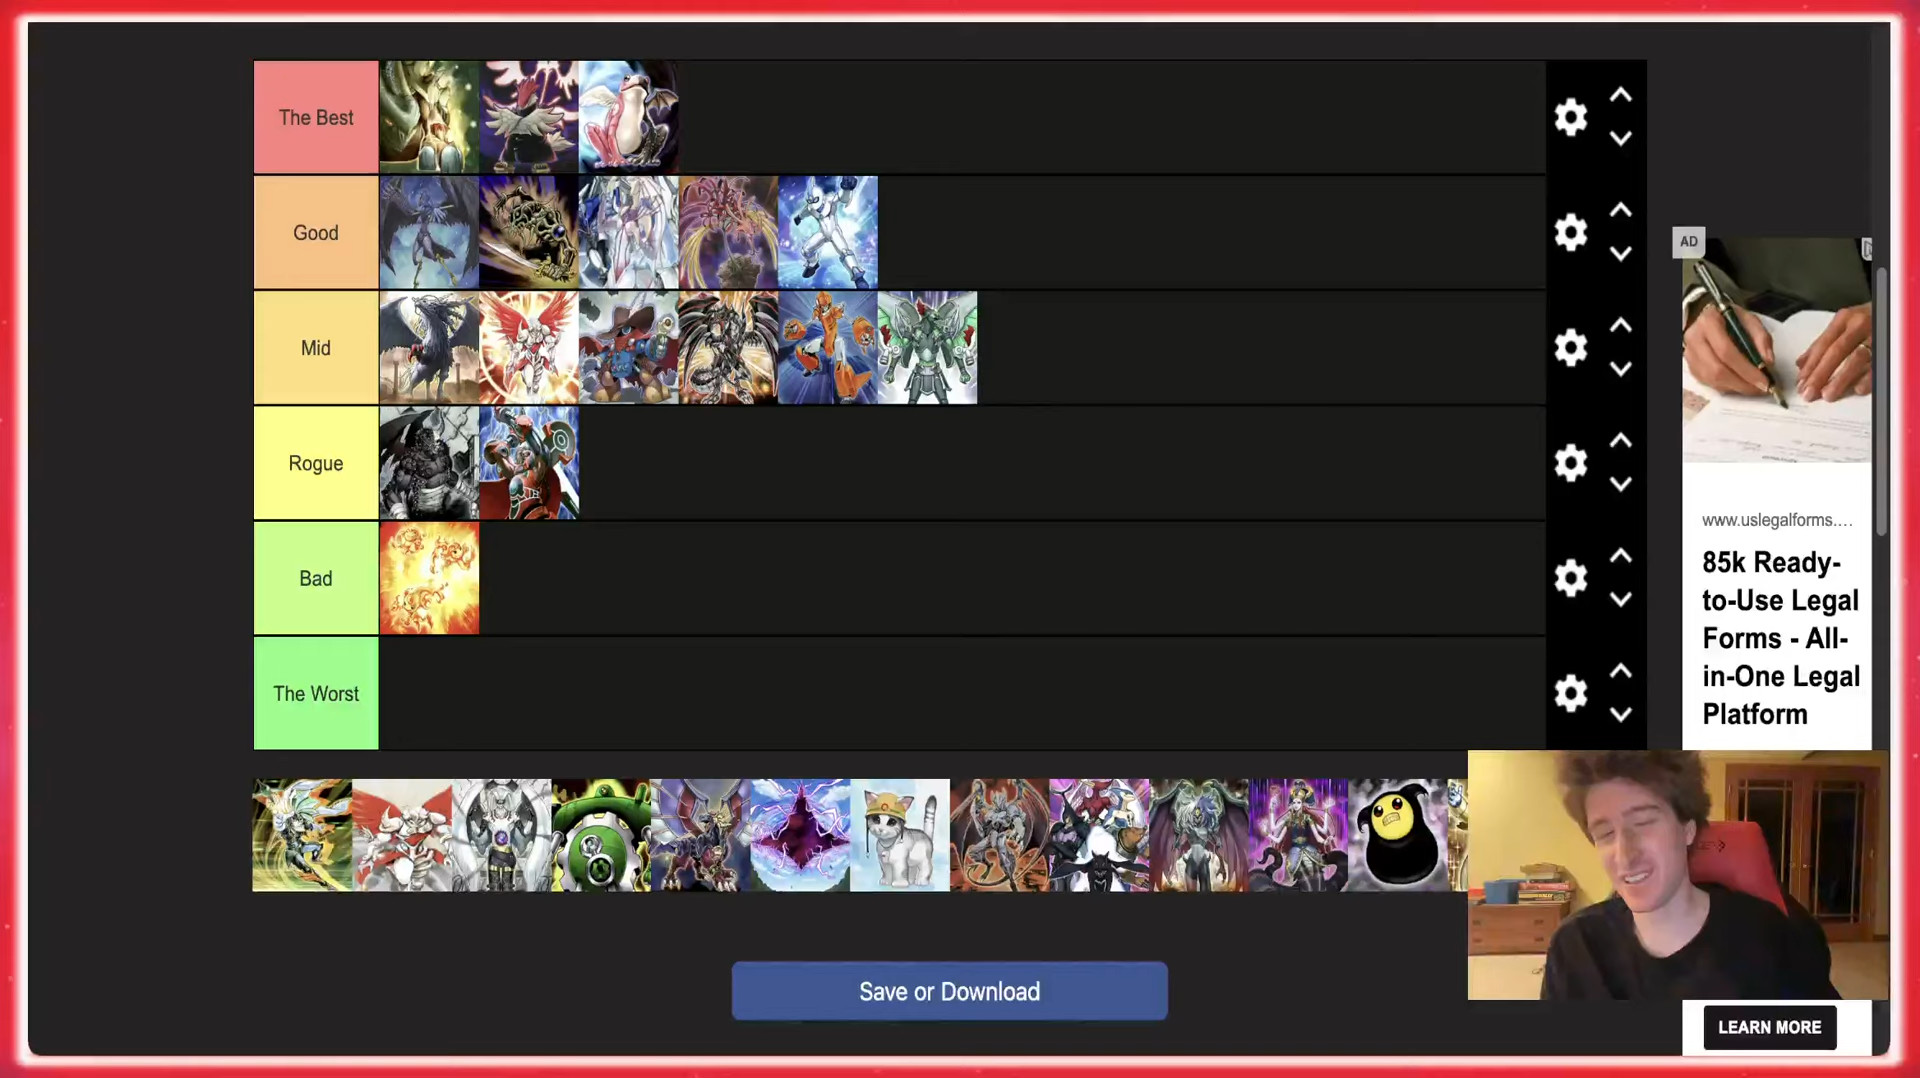 The Best
Good
Mid
Rogue
Bad
The Worst
AD
www.uslegalforms....
85k Ready-
to-Use Legal
Forms - All-
in-One Legal
Platform
LEARN MORE
Save or Download